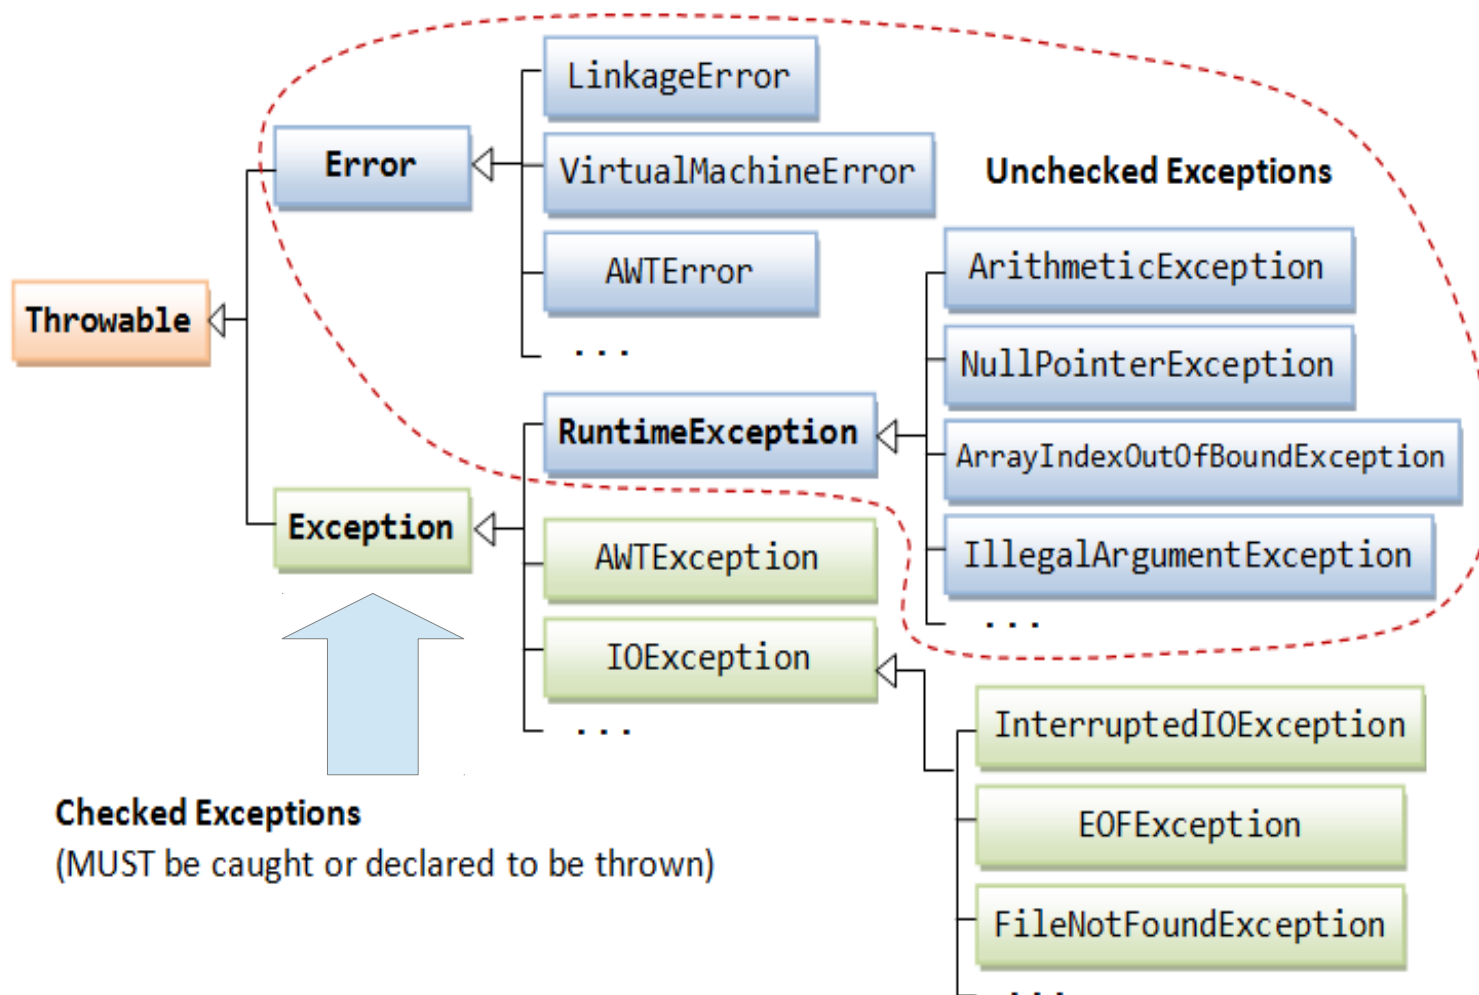 LinkageError
Error
VirtualMachineError
Unchecked Exceptions
AWTError
ArithmeticException
Throwable
...
NullPointerException
RuntimeException
ArrayIndexOutOfBoundException
Exception
AWTException
IllegalArgumentException
...
IOException
...
InterruptedIOException
Checked Exceptions
(MUST be caught or declared to be thrown)
EOFException
FileNotFoundException
...